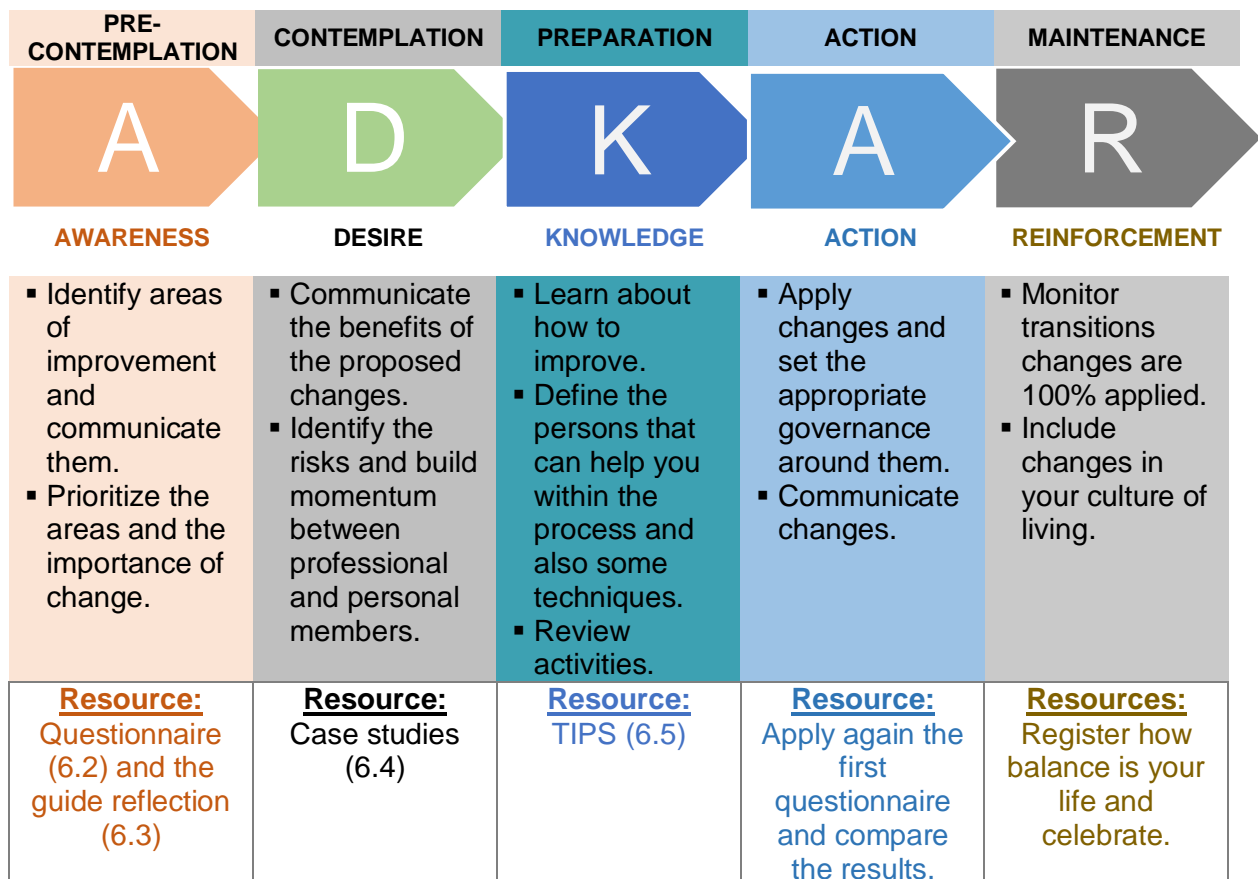 PRE-
CONTEMPLATION
CONTEMPLATION
PREPARATION
ACTION
MAINTENANCE
A
D
K
A
R
AWARENESS
DESIRE
KNOWLEDGE
ACTION
REINFORCEMENT
▪ Identify areas
of
improvement
and
communicate
them.
▪ Prioritize the
areas and the
importance of
change.
▪ Communicate
the benefits of
the proposed
changes.
▪ Identify the
risks and build
momentum
between
professional
and personal
members.
▪ Learn about
how to
improve.
▪ Define the
persons that
can help you
within the
process and
also some
techniques.
▪ Review
activities.
▪ Apply
changes and
set the
appropriate
governance
around them.
▪ Communicate
changes.
▪ Monitor
transitions
changes are
100% applied.
▪ Include
changes in
your culture of
living.
Resource:
Questionnaire
(6.2) and the
guide reflection
(6.3)
Resource:
Case studies
(6.4)
Resource:
TIPS (6.5)
Resource:
Apply again the
first
questionnaire
and compare
the results.
Resources:
Register how
balance is your
life and
celebrate.